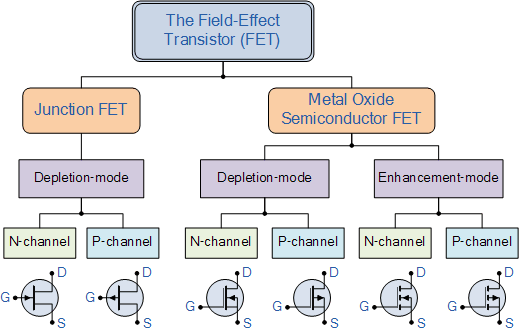 The Field-Effect
Transistor (FET)
Junction FET
Metal Oxide
Semiconductor FET
Depletion-mode
Depletion-mode
Enhancement-mode
N-channel
P-channel
N-channel
P-channel
N-channel
P-channel
D
D
D
D
D
D
G
G
G
G
G
G
S
S
S
S
S
S